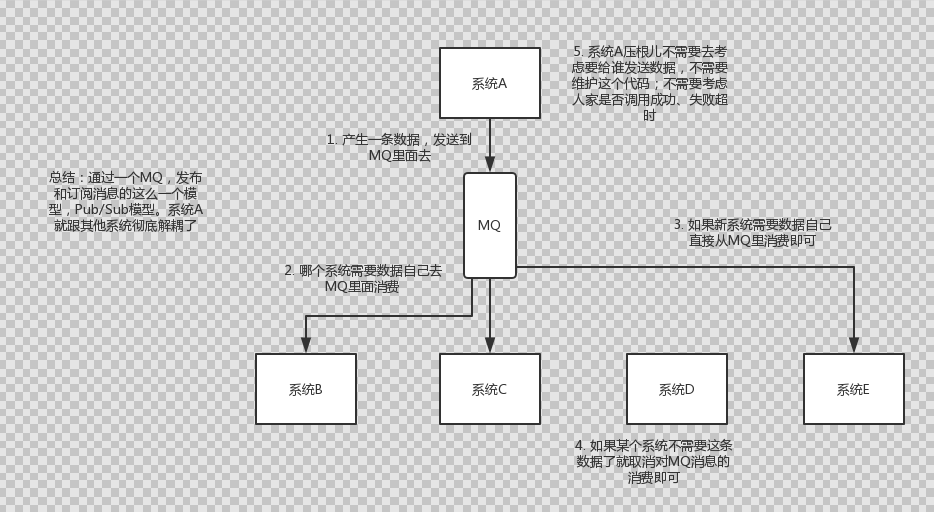 5. 系统A压根儿不需要去考
虑要给谁发送数据，不需要
维护这个代码；不需要考虑
人家是否调用成功、失败超
时
系统A
1. 产生一条数据，发送到
MQ里面去
总结：通过一个MQ，发布
和订阅消息的这么一个模
型，Pub/Sub模型。系统A
就跟其他系统彻底解耦了
MQ
3. 如果新系统需要数据自己
直接从MQ里消费即可
2. 哪个系统需要数据自己去
MQ里面消费
系统B
系统C
系统D
系统E
4. 如果某个系统不需要这条
数据了就取消对MQ消息的
消费即可